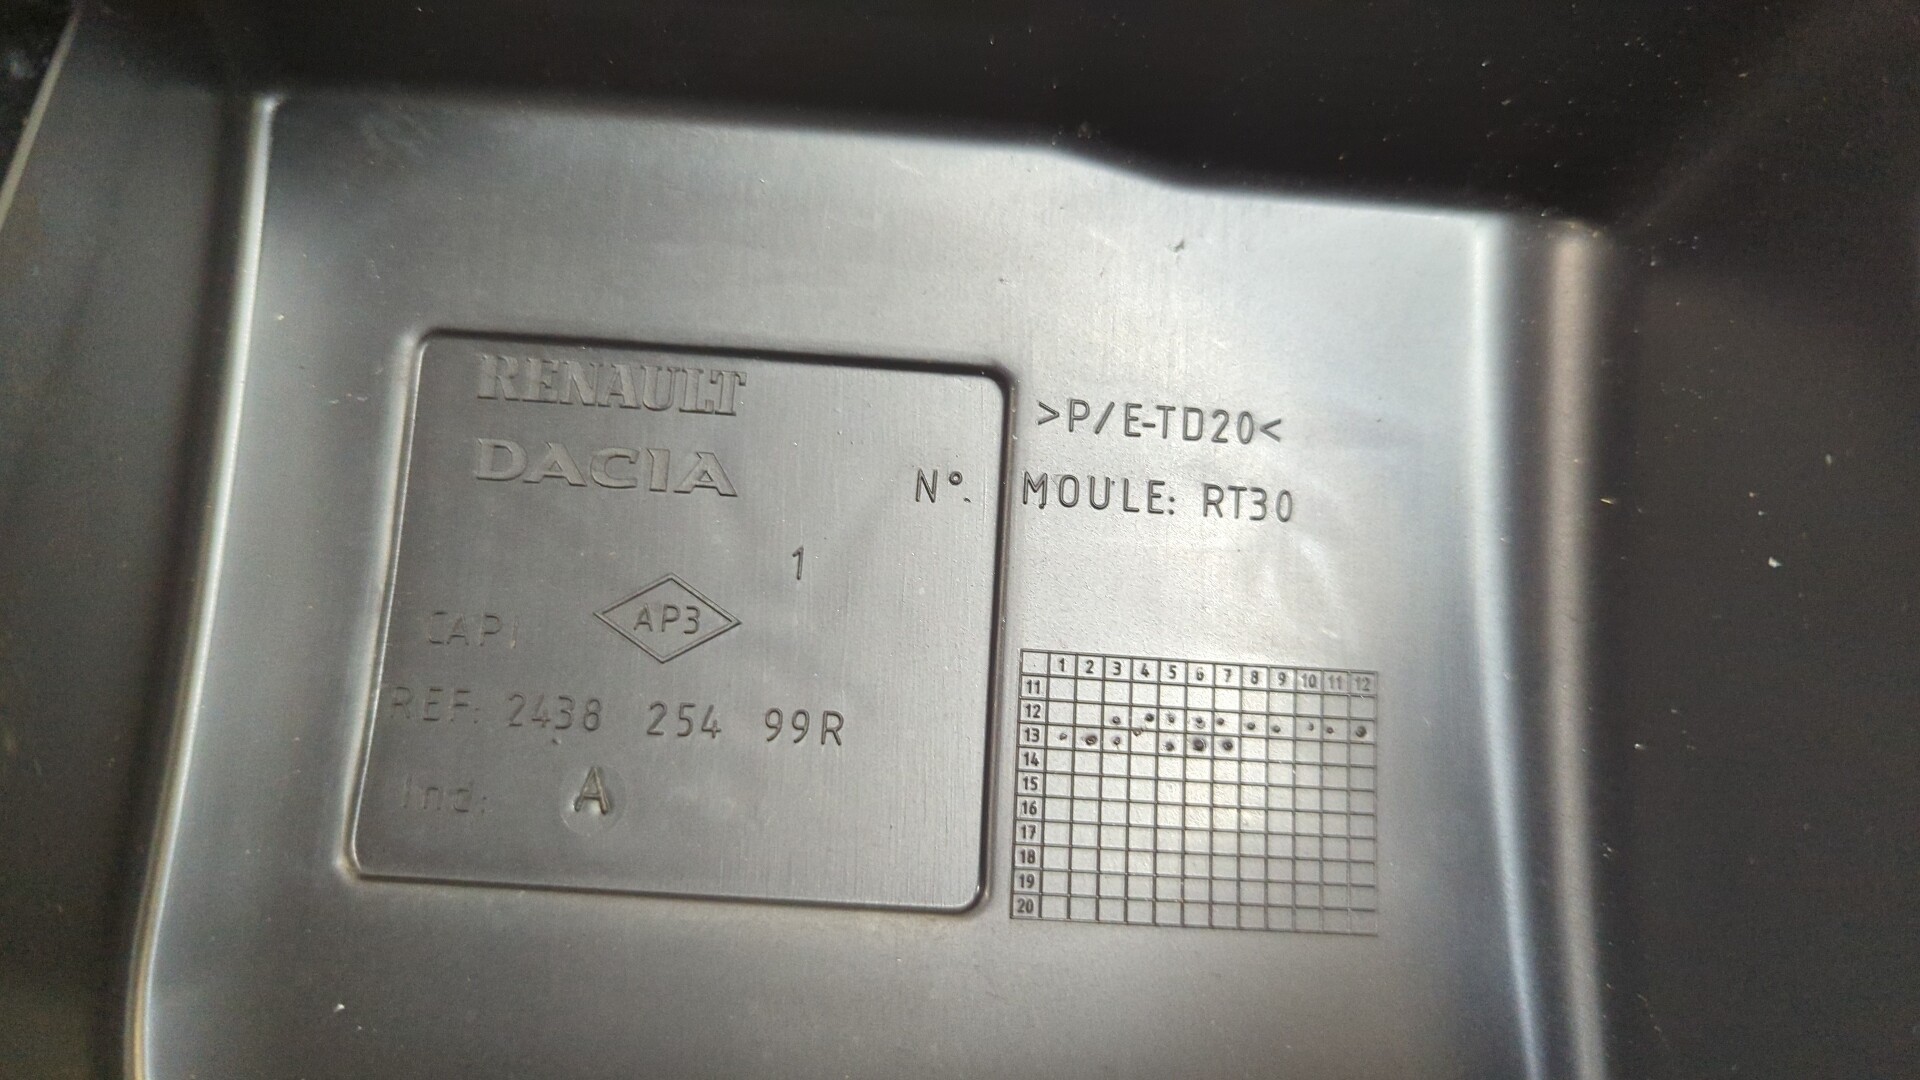 RENAULT
DACIA
>P/E-TD20<
N°. MOULE: RT30
1
AP3
REF: 2438 254 99R
Ind: A
1 2 3 4 5 6 7 8 9 10 11 12
11
12
13
14
15
16
17
18
19
20